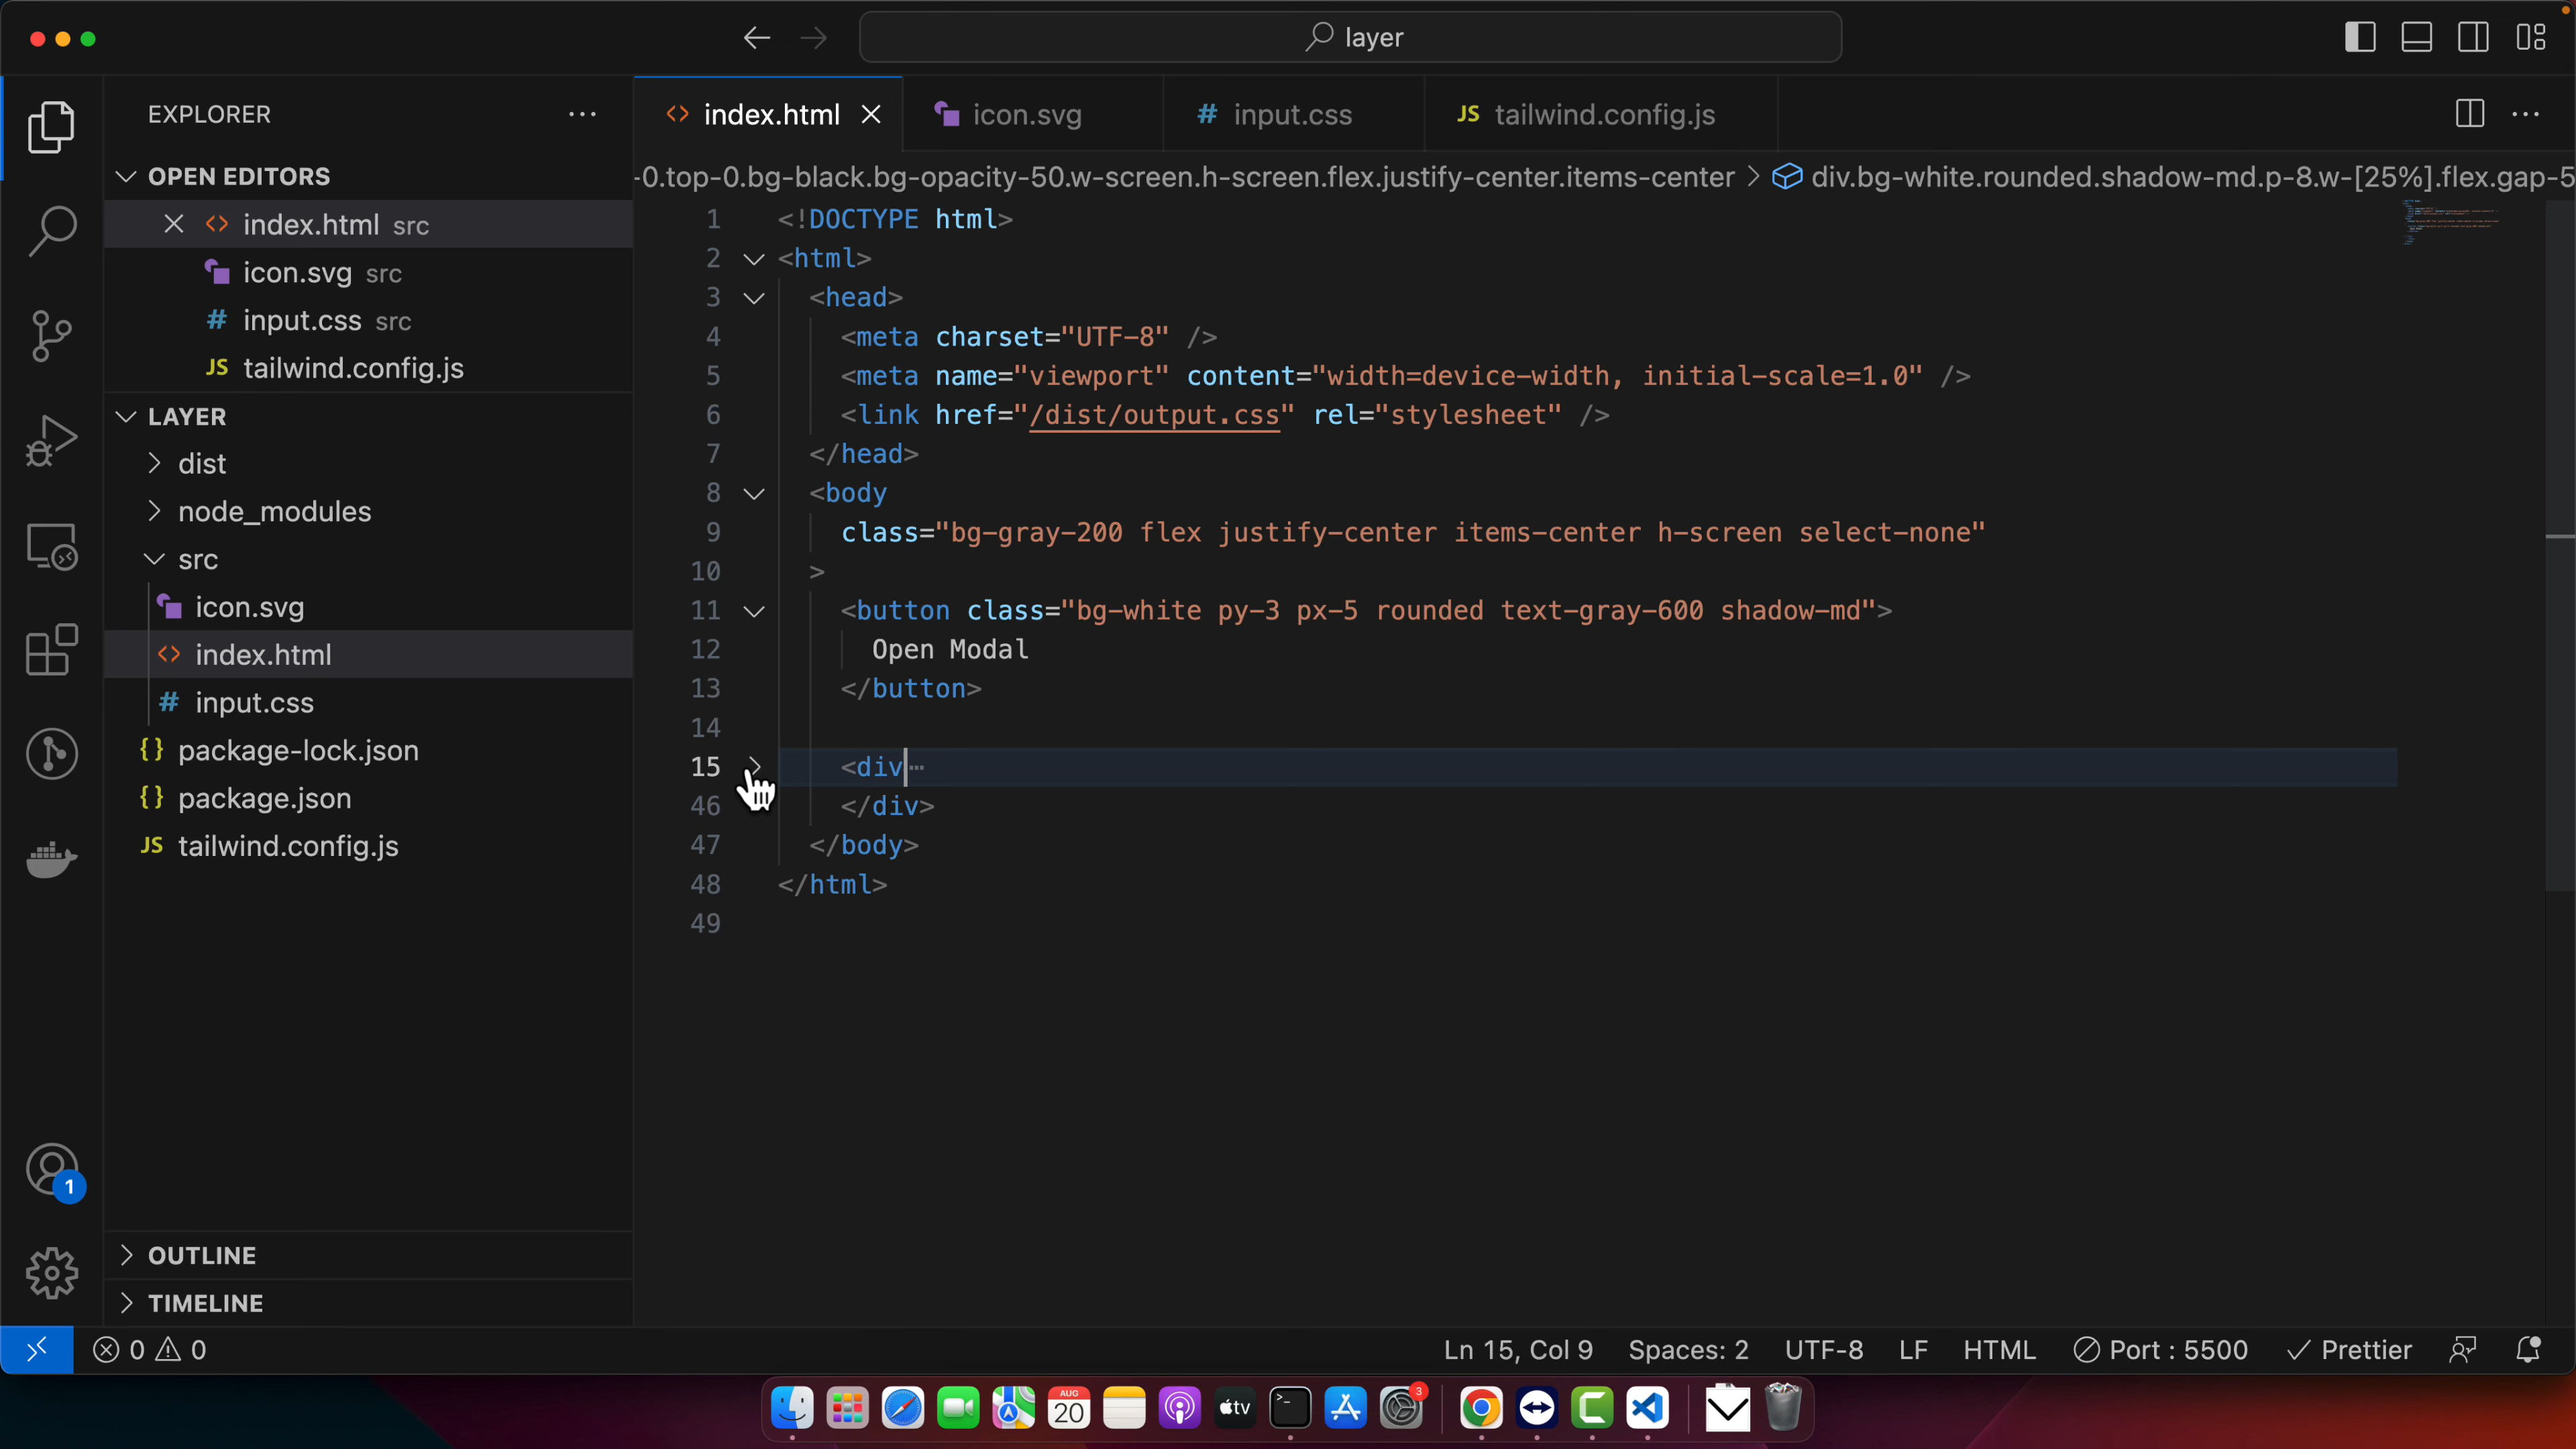 layer
EXPLORER
index.html
icon.svg
# input.css
JS tailwind.config.js
OPEN EDITORS
-0.top-0.bg-black.bg-opacity-50.w-screen.h-screen.flex.justify-center.items-center > div.bg-white.rounded.shadow-md.p-8.w-[25%].flex.gap-5
index.html src
icon.svg src
# input.css src
JS tailwind.config.js
LAYER
dist
node_modules
src
icon.svg
index.html
# input.css
{} package-lock.json
{} package.json
JS tailwind.config.js
OUTLINE
TIMELINE
1 <!DOCTYPE html>
2 <html>
3 <head>
4 <meta charset="UTF-8" />
5 <meta name="viewport" content="width=device-width, initial-scale=1.0" />
6 <link href="/dist/output.css" rel="stylesheet" />
7 </head>
8 <body
9 class="bg-gray-200 flex justify-center items-center h-screen select-none"
10 >
11 <button class="bg-white py-3 px-5 rounded text-gray-600 shadow-md">
12 Open Modal
13 </button>
14
15 <div⋯
46 </div>
47 </body>
48 </html>
49
1
0 0
Ln 15, Col 9 Spaces: 2 UTF-8 LF HTML Port : 5500 Prettier
AUG
20
tv
3